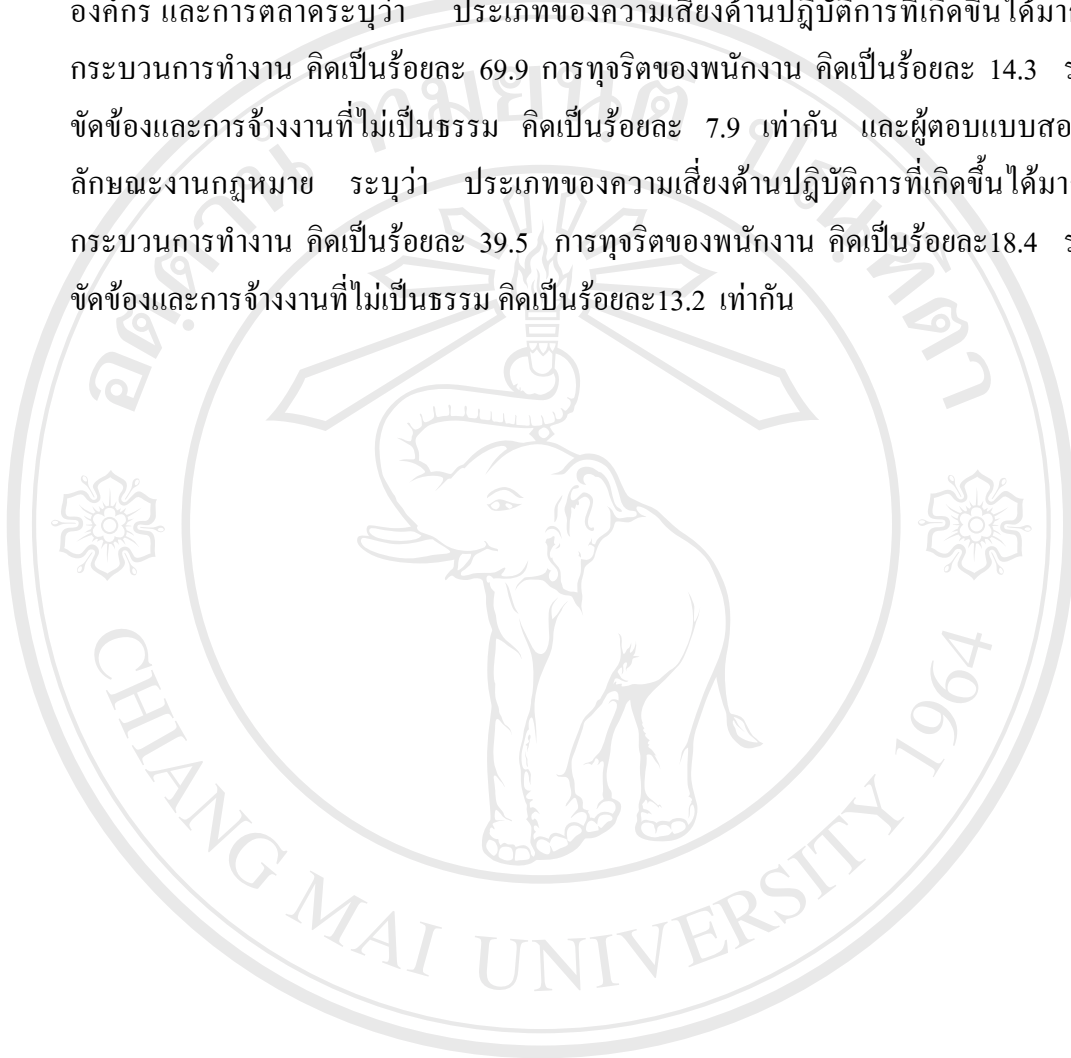 องค์กร และการตลาดระบุว่า ประเภทของความเสี่ยงด้านปฏิบัติการที่เกิดขึ้นได้มา
กระบวนการทำงาน คิดเป็นร้อยละ 69.9 การทุจริตของพนักงาน คิดเป็นร้อยละ 14.3
ขัดข้องและการจ้างงานที่ไม่เป็นธรรม คิดเป็นร้อยละ 7.9 เท่ากัน และผู้ตอบแบบสอ
ลักษณะงานกฎหมาย ระบุว่า ประเภทของความเสี่ยงด้านปฏิบัติการที่เกิดขึ้นได้มา
กระบวนการทำงาน คิดเป็นร้อยละ 39.5 การทุจริตของพนักงาน คิดเป็นร้อยละ18.4
ขัดข้องและการจ้างงานที่ไม่เป็นธรรม คิดเป็นร้อยละ13.2 เท่ากัน
อตฺตานํ ทมยนฺติ ปณฺฑิตา
CHIANG MAI UNIVERSITY 1964